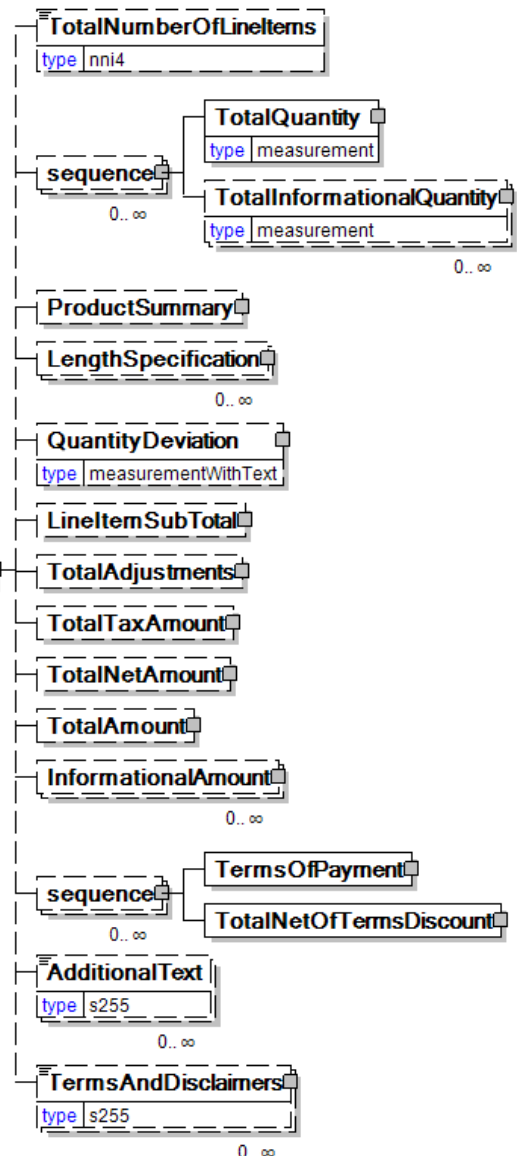 TotalNumberOfLineItems
type nni4
TotalQuantity
type measurement
sequence
0.. ∞
TotalInformationalQuantity
type measurement
0.. ∞
ProductSummary
LengthSpecification
0.. ∞
QuantityDeviation
type measurementWithText
LineItemSubTotal
TotalAdjustments
TotalTaxAmount
TotalNetAmount
TotalAmount
InformationalAmount
0.. ∞
TermsOfPayment
sequence
TotalNetOfTermsDiscount
0.. ∞
AdditionalText
type s255
0.. ∞
TermsAndDisclaimers
type s255
0.. ∞